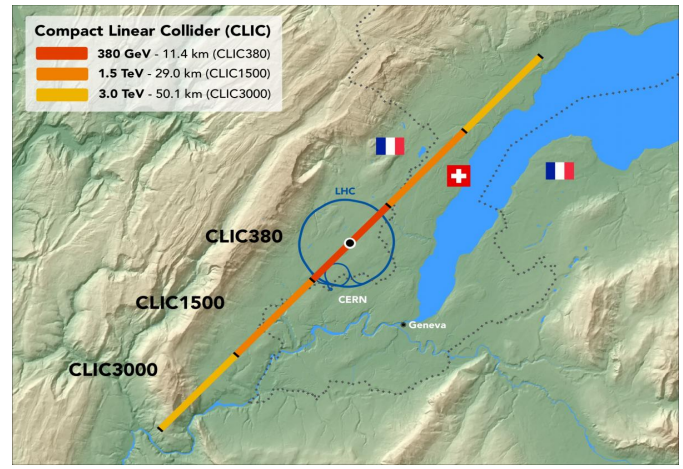 Compact Linear Collider (CLIC)
380 GeV - 11.4 km (CLIC380)
1.5 TeV - 29.0 km (CLIC1500)
3.0 TeV - 50.1 km (CLIC3000)
LHC
CLIC380
CLIC1500
CERN
Geneva
CLIC3000